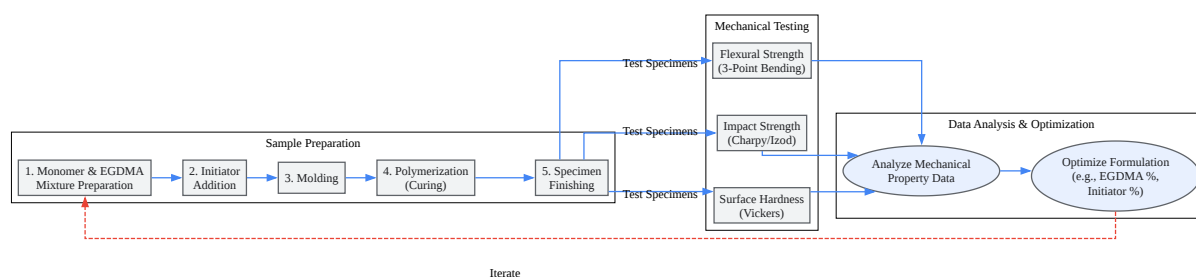 Mechanical Testing
Flexural Strength
(3-Point Bending)
Test Specimens
Impact Strength
(Charpy/Izod)
Test Specimens
Surface Hardness
(Vickers)
Test Specimens
Sample Preparation
1. Monomer & EGDMA
Mixture Preparation
2. Initiator
Addition
3. Molding
4. Polymerization
(Curing)
5. Specimen
Finishing
Data Analysis & Optimization
Analyze Mechanical
Property Data
Optimize Formulation
(e.g., EGDMA %,
Initiator %)
Iterate